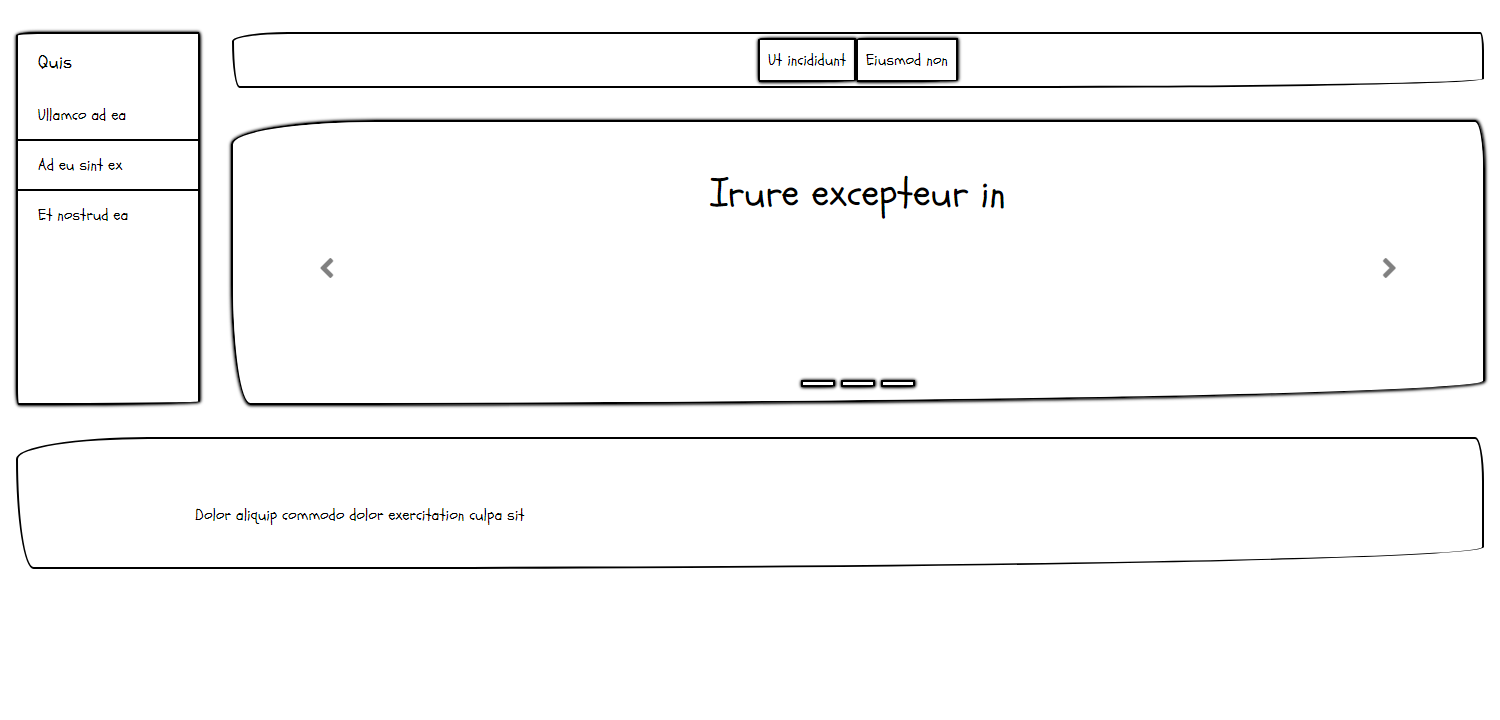 Quis
Ullamco ad ea
Ad eu sint ex
Et nostrud ea
Ut incididunt
Eiusmod non
Irure excepteur in
Dolor aliquip commodo dolor exercitation culpa sit